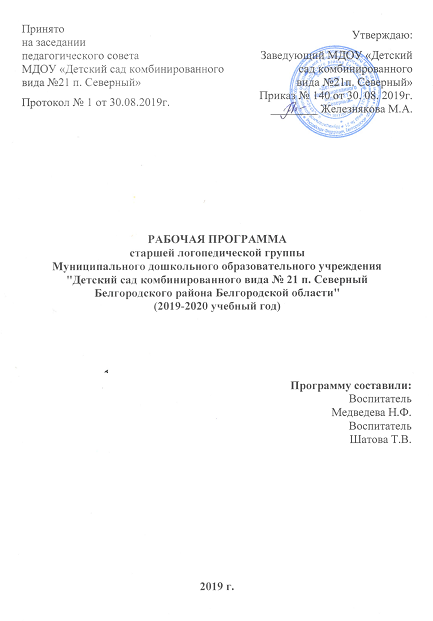 Принято
на заседании
педагогического совета
МДОУ «Детский сад комбинированного
вида №21 п. Северный»
Протокол № 1 от 30.08.2019г.
Утверждаю:
Заведующий МДОУ «Детский
сад комбинированного
вида №21п. Северный»
Приказ № 140 от 30. 08. 2019г.
Железнякова М.А.
РАБОЧАЯ ПРОГРАММА
старшей логопедической группы
Муниципального дошкольного образовательного учреждения
"Детский сад комбинированного вида № 21 п. Северный
Белгородского района Белгородской области"
(2019-2020 учебный год)
Программу составили:
Воспитатель
Медведева Н.Ф.
Воспитатель
Шатова Т.В.
2019 г.